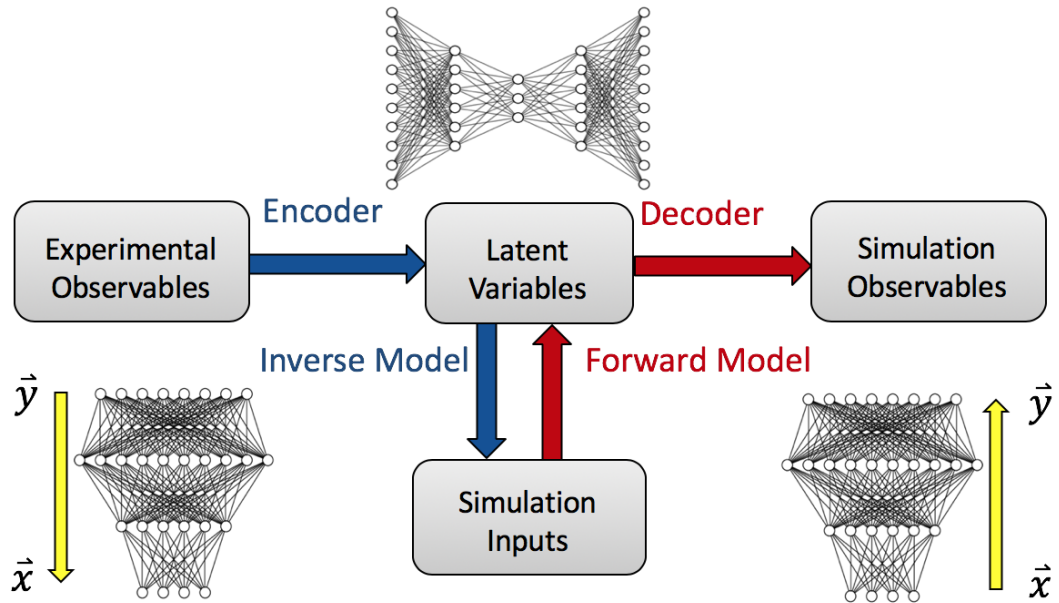 Encoder
Decoder
Experimental
Observables
Latent
Variables
Simulation
Observables
Inverse Model
Forward Model
y⃗
y⃗
Simulation
Inputs
x⃗
x⃗